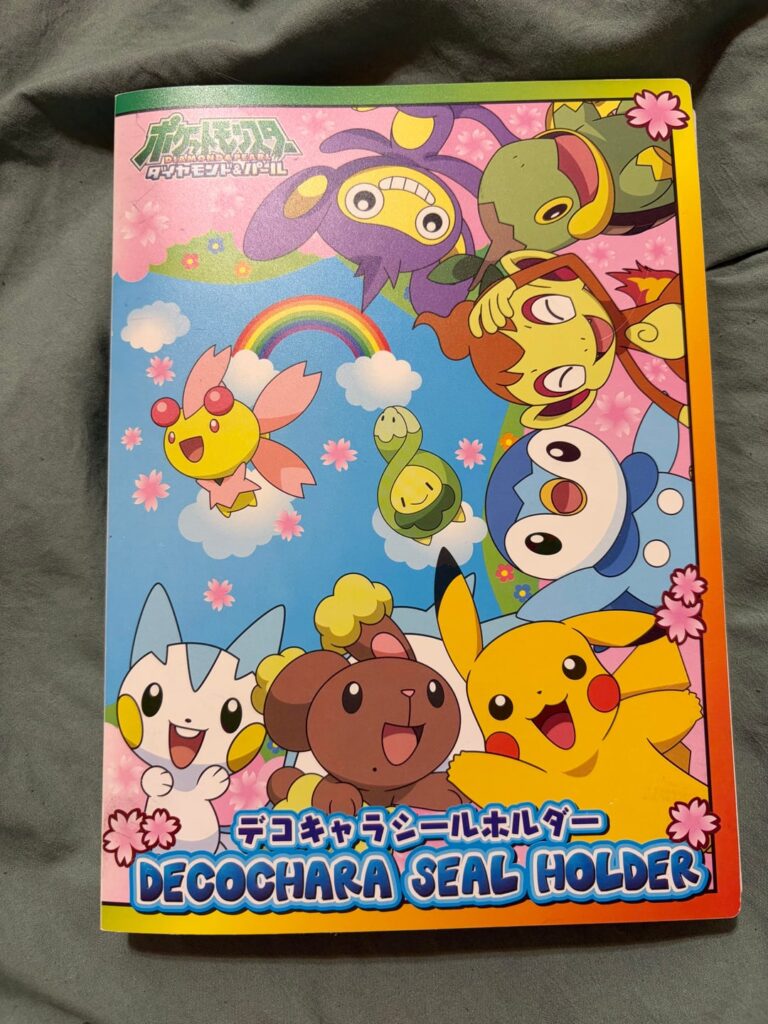 ポケットモンスター
DIAMOND&PEARL
ダイヤモンド&パール
デコキャラシールホルダー
DECOCHARA SEAL HOLDER